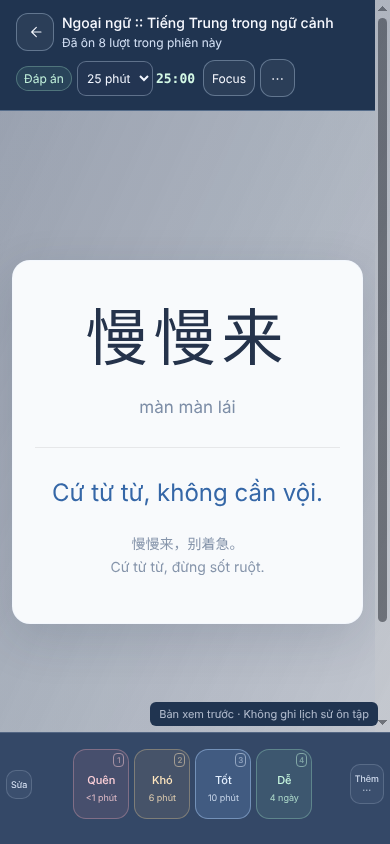 ←
Ngoại ngữ :: Tiếng Trung trong ngữ cảnh
Đã ôn 8 lượt trong phiên này
Đáp án
25 phút
25:00
Focus
···
慢慢来
màn màn lái
Cứ từ từ, không cần vội.
慢慢来，别着急。
Cứ từ từ, đừng sốt ruột.
Bản xem trước · Không ghi lịch sử ôn tập
Sửa
1
Quên
<1 phút
2
Khó
6 phút
3
Tốt
10 phút
4
Dễ
4 ngày
Thêm
···